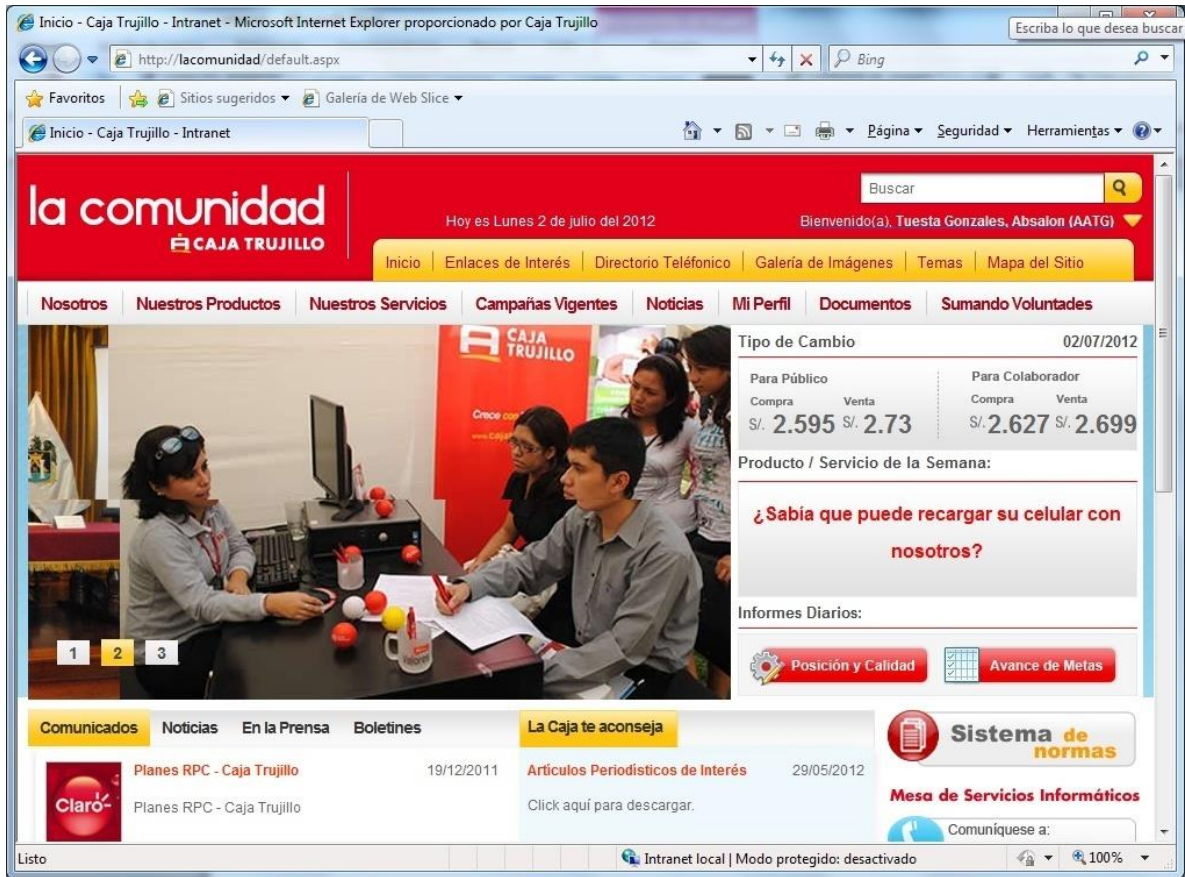 Inicio - Caja Trujillo - Intranet - Microsoft Internet Explorer proporcionado por Caja Trujillo
Escriba lo que desea buscar
http://lacomunidad/default.aspx
Bing
Favoritos Sitios sugeridos Galería de Web Slice
Inicio - Caja Trujillo - Intranet
Página Seguridad Herramientas
la comunidad
CAJA TRUJILLO
Buscar
Hoy es Lunes 2 de julio del 2012
Bienvenido(a), Tuesta Gonzales, Absalon (AATG)
Inicio Enlaces de Interés Directorio Teléfonico Galería de Imágenes Temas Mapa del Sitio
Nosotros Nuestros Productos Nuestros Servicios Campañas Vigentes Noticias Mi Perfil Documentos Sumando Voluntades
CAJA
TRUJILLO
Crece con
1 2 3
Tipo de Cambio 02/07/2012
Para Público Para Colaborador
Compra Venta Compra Venta
S/. 2.595 S/. 2.73 S/. 2.627 S/. 2.699
Producto / Servicio de la Semana:
¿Sabía que puede recargar su celular con
nosotros?
Informes Diarios:
Posición y Calidad Avance de Metas
Comunicados Noticias En la Prensa Boletines
La Caja te aconseja
Claro
Planes RPC - Caja Trujillo 19/12/2011
Planes RPC - Caja Trujillo
Artículos Periodísticos de Interés 29/05/2012
Click aquí para descargar.
Sistema de
normas
Mesa de Servicios Informáticos
Comuníquese a:
Listo
Intranet local | Modo protegido: desactivado
100%